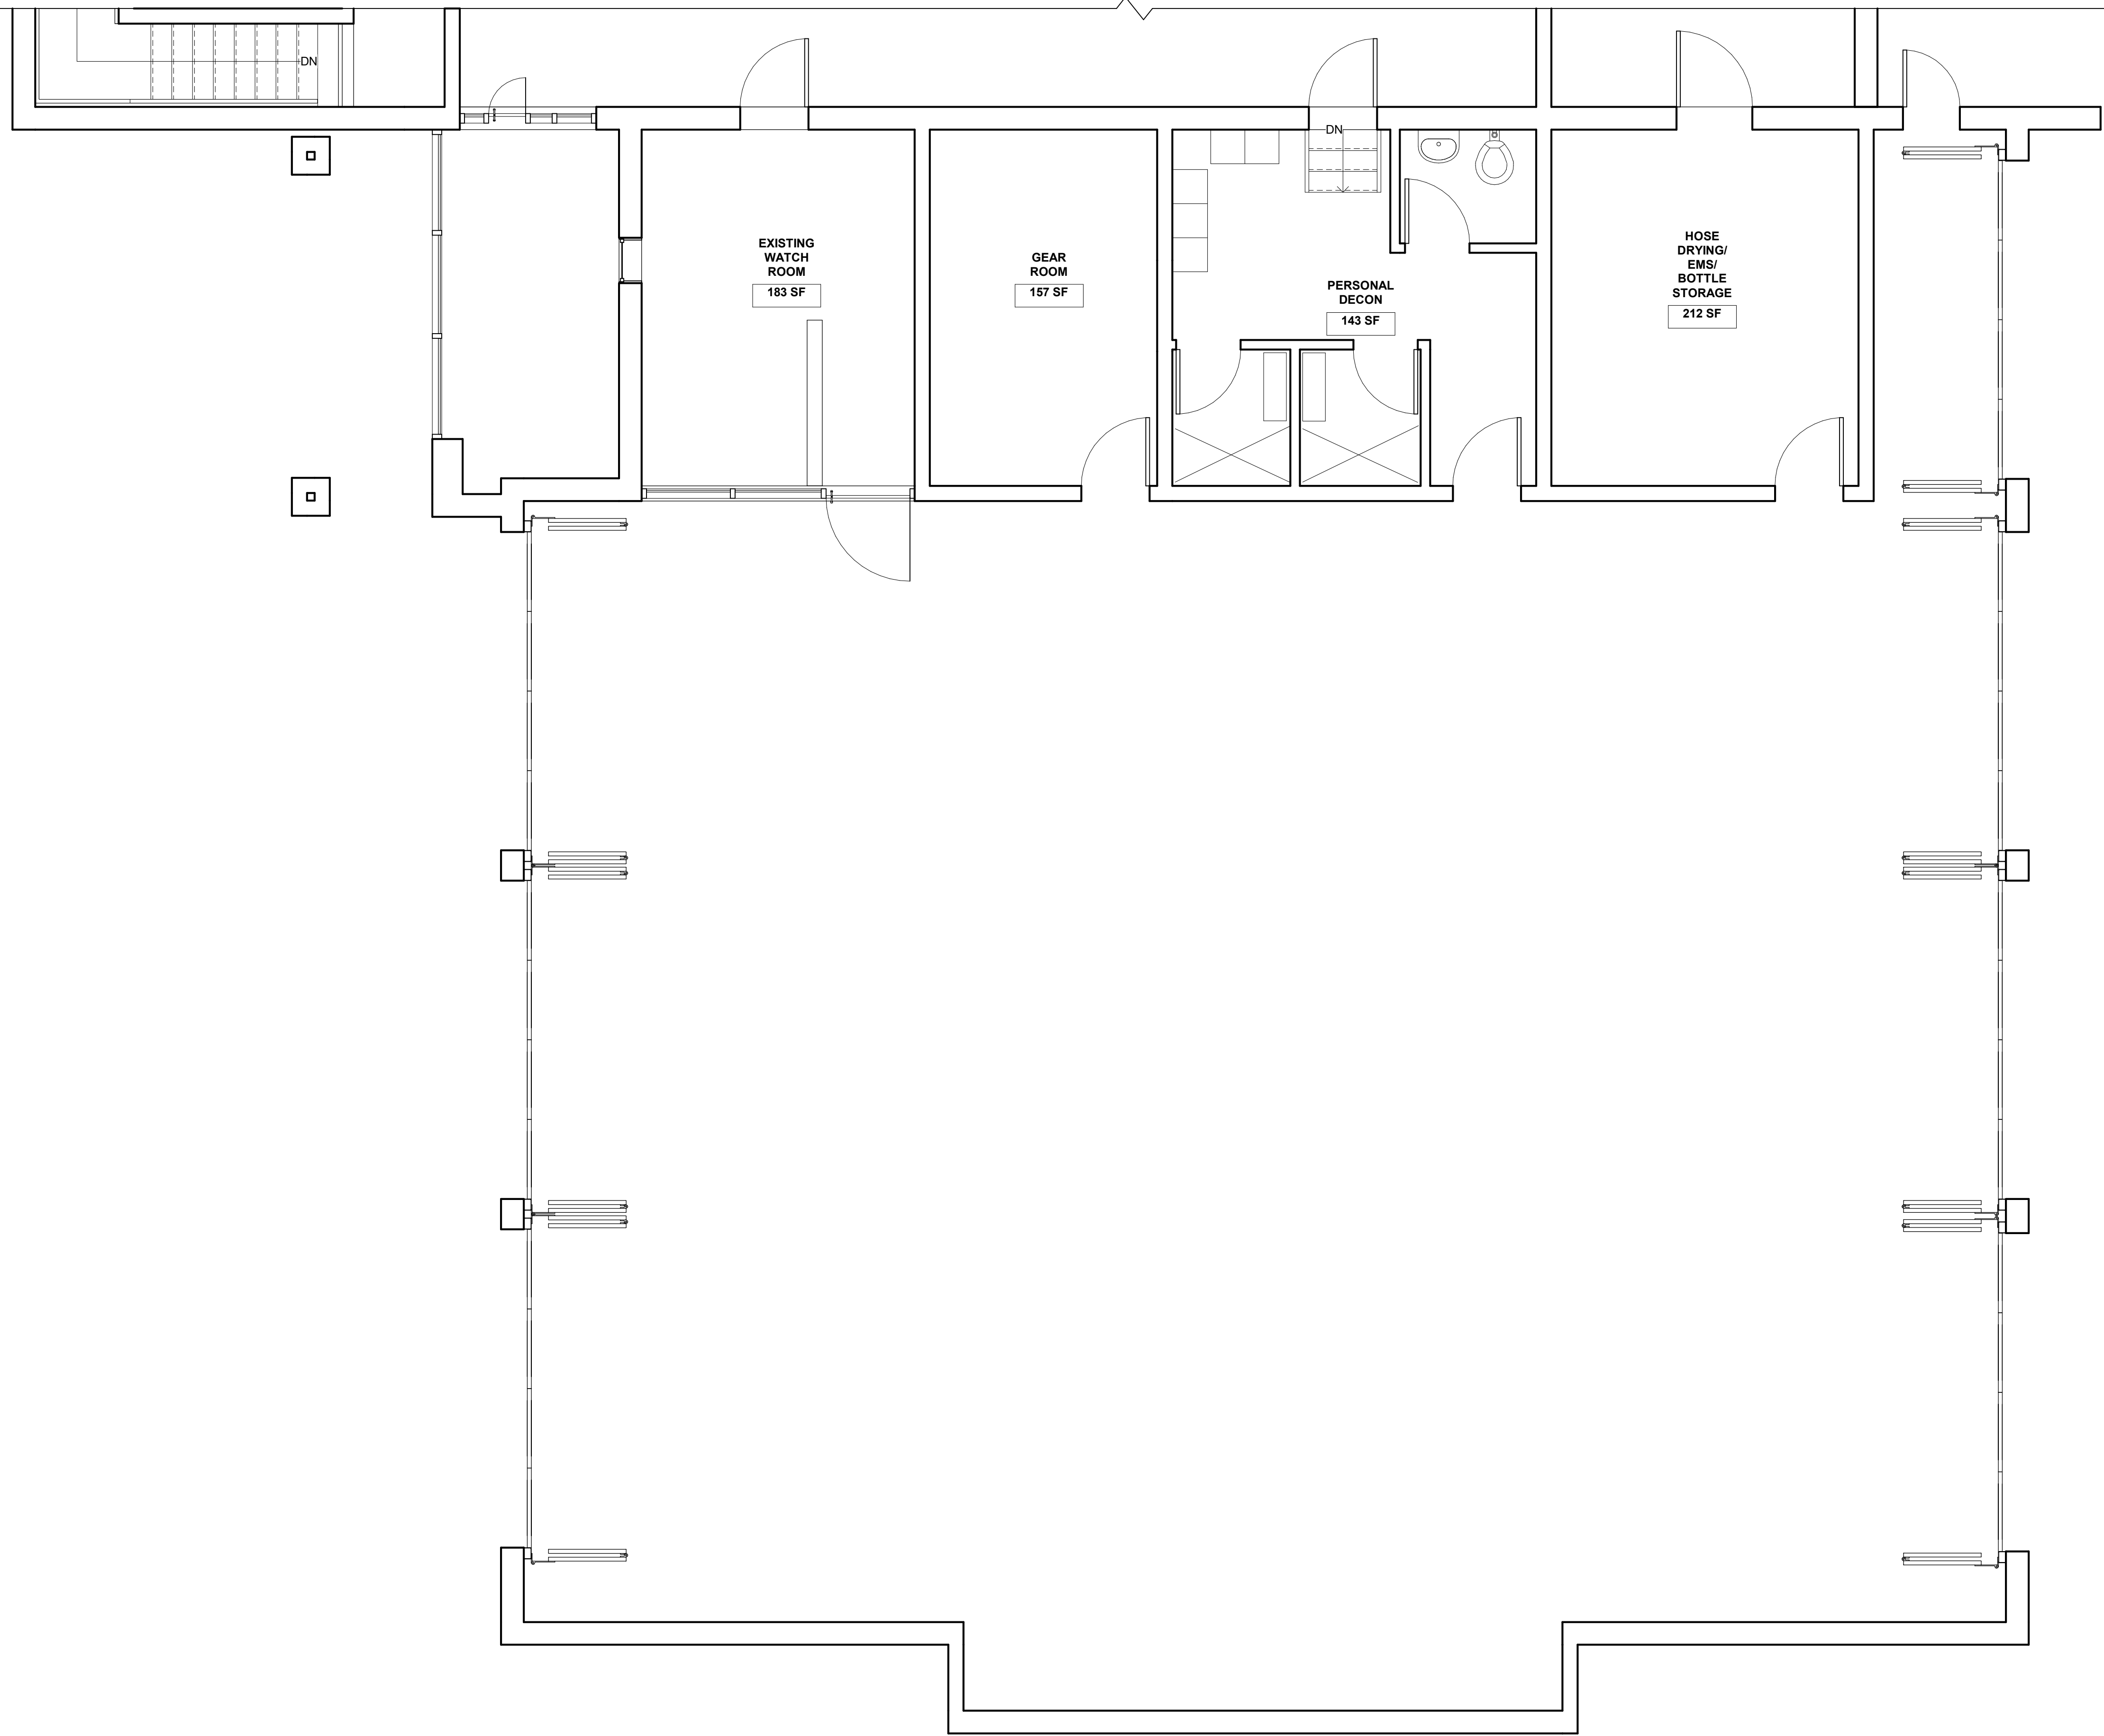 DN
DN
EXISTING
WATCH
ROOM
183 SF
GEAR
ROOM
157 SF
PERSONAL
DECON
143 SF
HOSE
DRYING/
EMS/
BOTTLE
STORAGE
212 SF